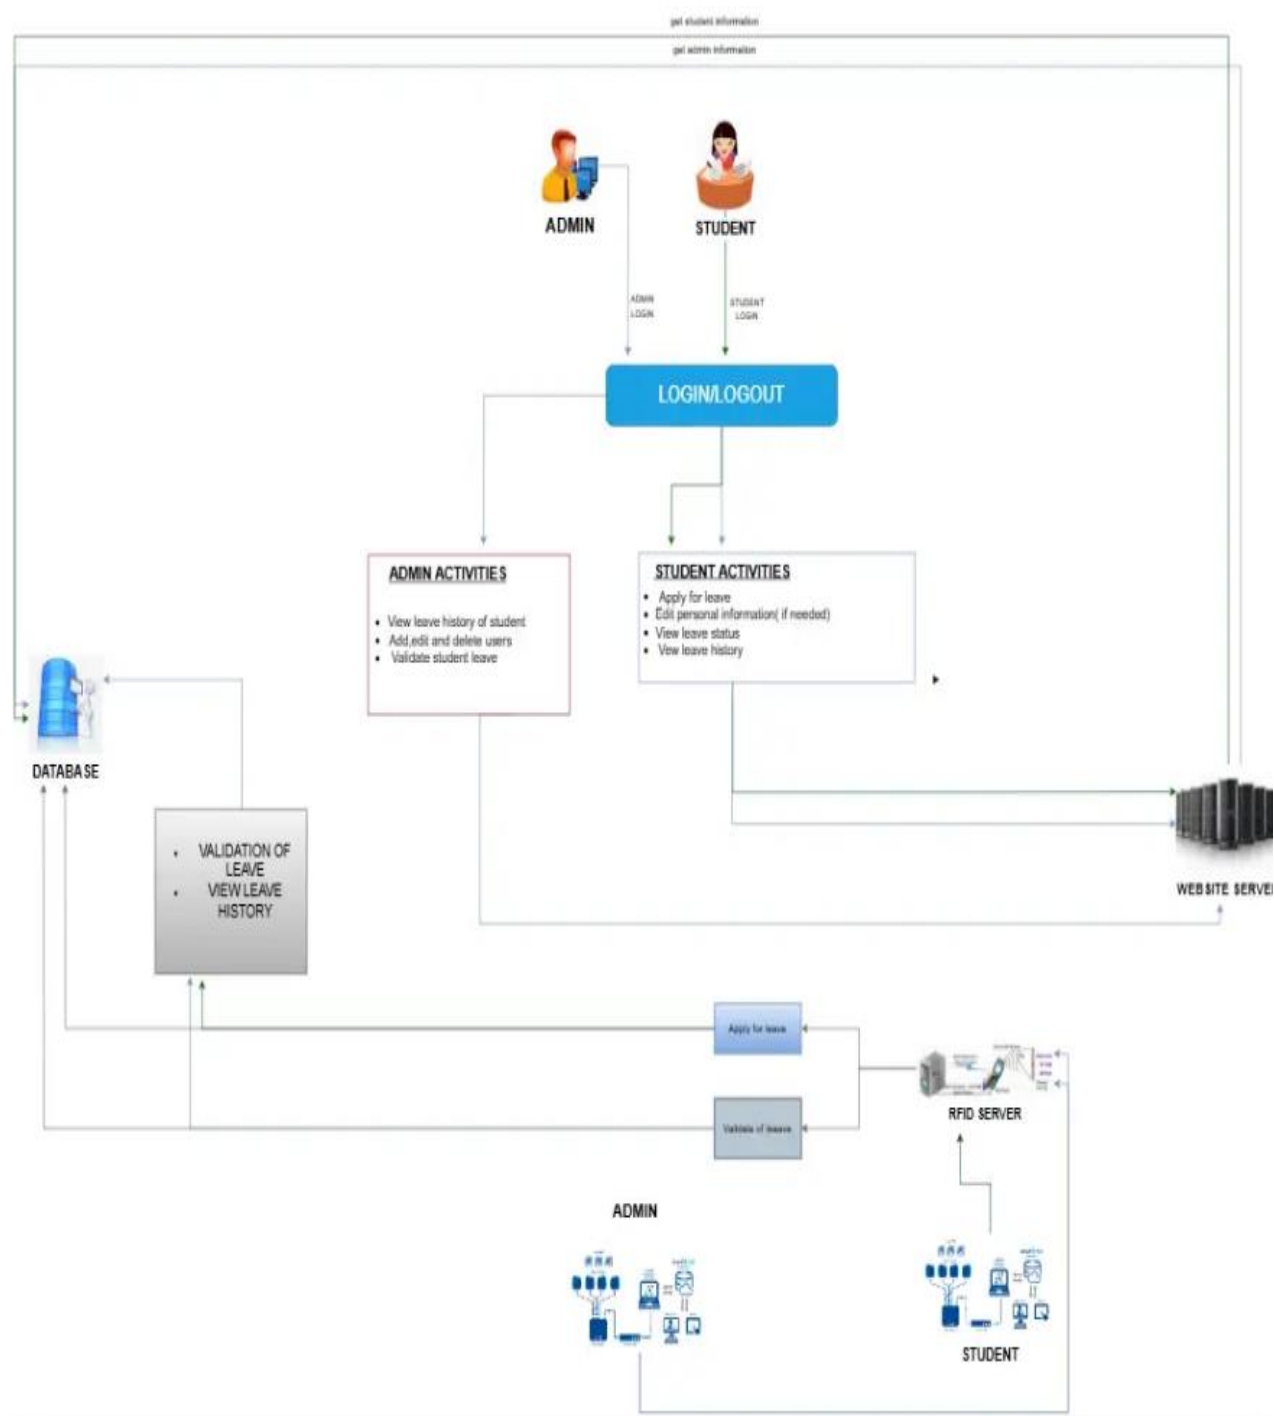 get student information
get admin information
ADMIN
STUDENT
ADMIN
LOGIN
STUDENT
LOGIN
LOGIN/LOGOUT
ADMIN ACTIVITIES
• View leave history of student
• Add,edit and delete users
• Validate student leave
STUDENT ACTIVITIES
• Apply for leave
• Edit personal information( if needed)
• View leave status
• Vew leave history
DATABASE
• VALIDATION OF
LEAVE
• VIEW LEAVE
HISTORY
WEBSITE SERVER
Apply for leave
RFID SERVER
Validate of leeave
ADMIN
STUDENT